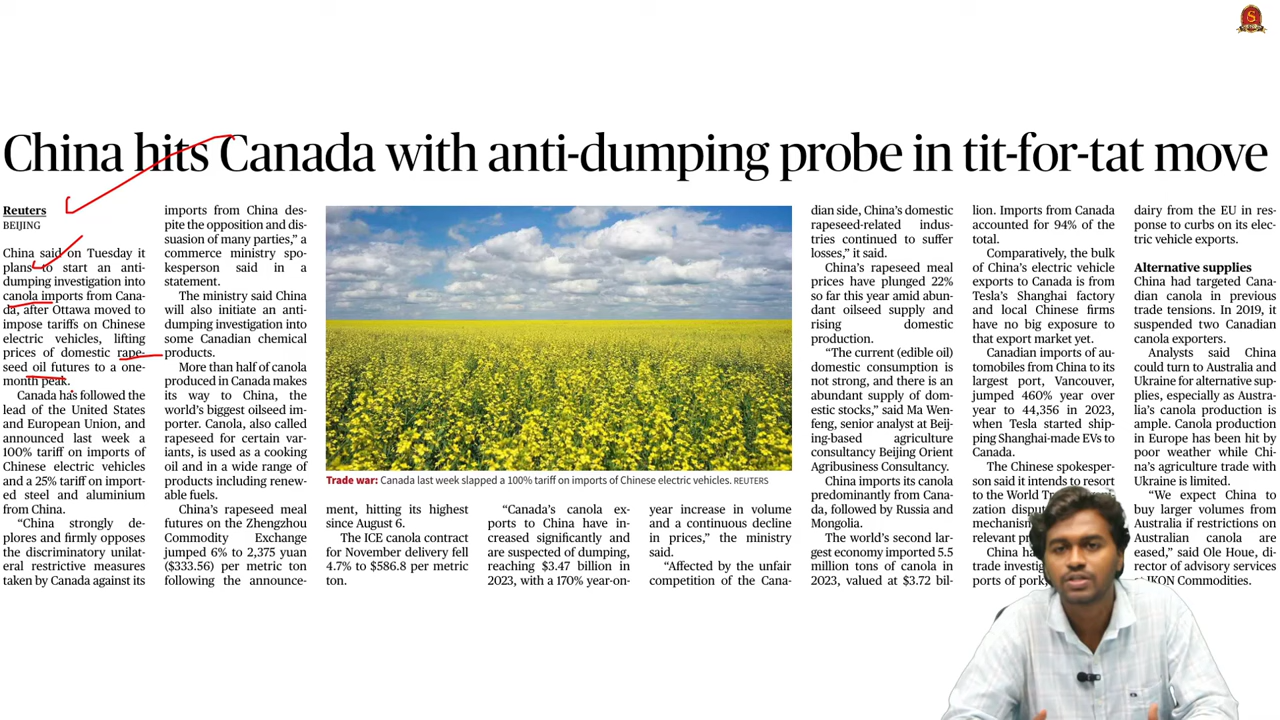 China hits Canada with anti-dumping probe in tit-for-tat move
Reuters
BEIJING
China said on Tuesday it
plans to start an anti-
dumping investigation into
canola imports from Cana-
da, after Ottawa moved to
impose tariffs on Chinese
electric vehicles, lifting
prices of domestic rape-
seed oil futures to a one-
month peak.
Canada has followed the
lead of the United States
and European Union, and
announced last week a
100% tariff on imports of
Chinese electric vehicles
and a 25% tariff on import-
ed steel and aluminium
from China.
“China strongly de-
plores and firmly opposes
the discriminatory unilat-
eral restrictive measures
taken by Canada against its
imports from China des-
pite the opposition and dis-
suasion of many parties,” a
commerce ministry spo-
kesperson said in a
statement.
The ministry said China
will also initiate an anti-
dumping investigation into
some Canadian chemical
products.
More than half of canola
produced in Canada makes
its way to China, the
world’s biggest oilseed im-
porter. Canola, also called
rapeseed for certain var-
iants, is used as a cooking
oil and in a wide range of
products including renew-
able fuels.
China’s rapeseed meal
futures on the Zhengzhou
Commodity Exchange
jumped 6% to 2,375 yuan
($333.56) per metric ton
following the announce-
Trade war: Canada last week slapped a 100% tariff on imports of Chinese electric vehicles. REUTERS
ment, hitting its highest
since August 6.
The ICE canola contract
for November delivery fell
4.7% to $586.8 per metric
ton.
“Canada’s canola ex-
ports to China have in-
creased significantly and
are suspected of dumping,
reaching $3.47 billion in
2023, with a 170% year-on-
year increase in volume
and a continuous decline
in prices,” the ministry
said.
“Affected by the unfair
competition of the Cana-
dian side, China’s domestic
rapeseed-related indus-
tries continued to suffer
losses,” it said.
China’s rapeseed meal
prices have plunged 22%
so far this year amid abun-
dant oilseed supply and
rising domestic
production.
“The current (edible oil)
domestic consumption is
not strong, and there is an
abundant supply of dom-
estic stocks,” said Ma Wen-
feng, senior analyst at Beij-
ing-based agriculture
consultancy Beijing Orient
Agribusiness Consultancy.
China imports its canola
predominantly from Cana-
da, followed by Russia and
Mongolia.
The world’s second lar-
gest economy imported 5.5
million tons of canola in
2023, valued at $3.72 bil-
lion. Imports from Canada
accounted for 94% of the
total.
Comparatively, the bulk
of China’s electric vehicle
exports to Canada is from
Tesla’s Shanghai factory
and local Chinese firms
have no big exposure to
that export market yet.
Canadian imports of au-
tomobiles from China to its
largest port, Vancouver,
jumped 460% year over
year to 44,356 in 2023,
when Tesla started ship-
ping Shanghai-made EVs to
Canada.
The Chinese spokesper-
son said it intends to resort
to the World
zation
mechanism
relevant
China
trade
ports of pork,
dairy from the EU in res-
ponse to curbs on its elec-
tric vehicle exports.
Alternative supplies
China had targeted Cana-
dian canola in previous
trade tensions. In 2019, it
suspended two Canadian
canola exporters.
Analysts said China
could turn to Australia and
Ukraine for alternative sup-
plies, especially as Austra-
lia’s canola production is
ample. Canola production
in Europe has been hit by
poor weather while Chi-
na’s agriculture trade with
Ukraine is limited.
“We expect China to
buy larger volumes from
Australia if restrictions on
Australian canola are
eased,” said Ole Houe, di-
rector of advisory services
IKON Commodities.